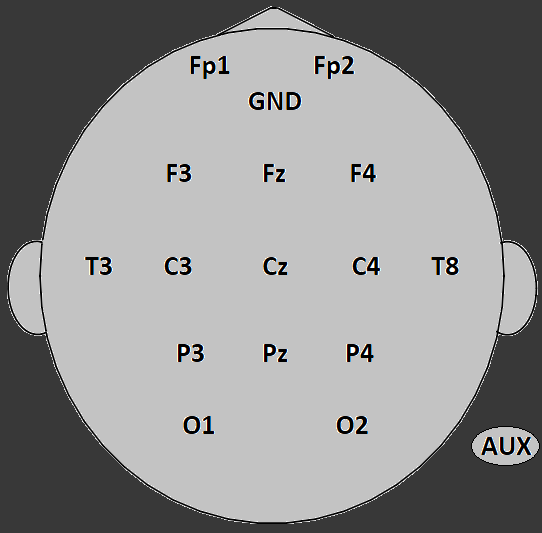 Fp1 Fp2
GND
F3 Fz F4
T3 C3 Cz C4 T8
P3 Pz P4
O1 O2
AUX